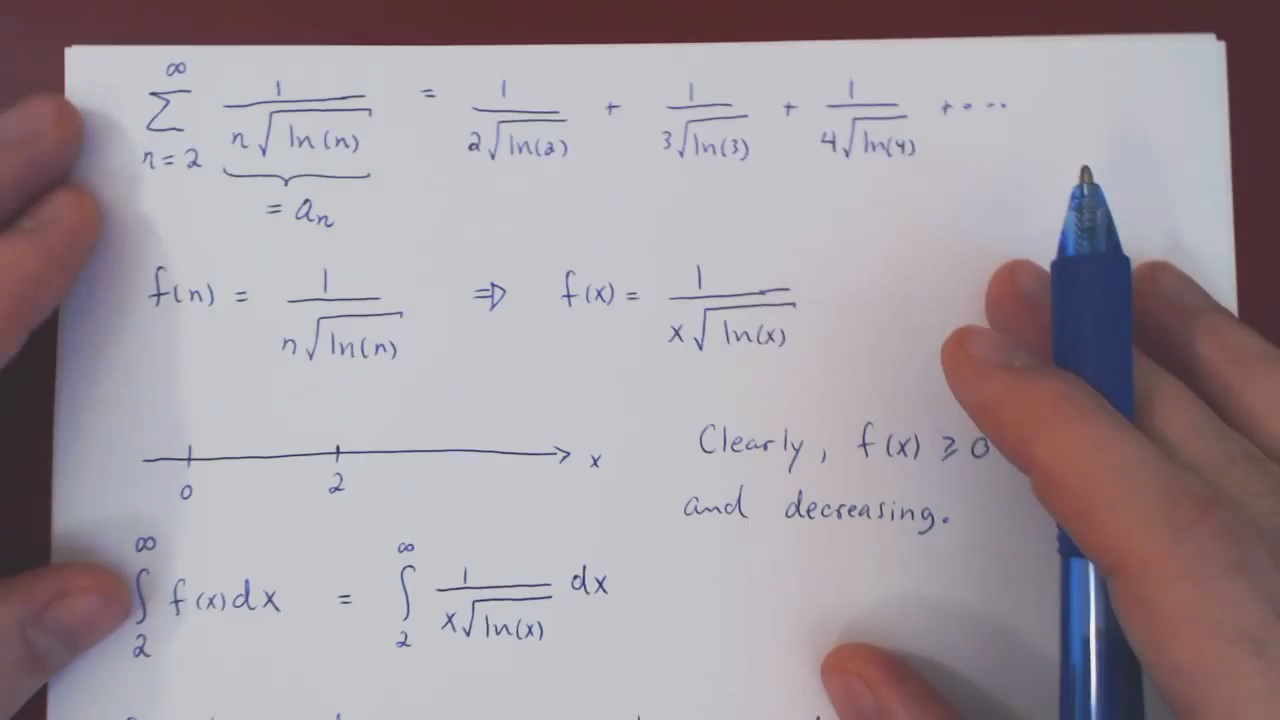 ∞
∑ 1/(n√ln(n)) = 1/(2√ln(2)) + 1/(3√ln(3)) + 1/(4√ln(4)) + ...
n=2
= aₙ
f(n) = 1/(n√ln(n)) ⇒ f(x) = 1/(x√ln(x))
0 2 x
Clearly, f(x) ≥ 0
and decreasing.
∞ ∞
∫ f(x)dx = ∫ 1/(x√ln(x)) dx
2 2